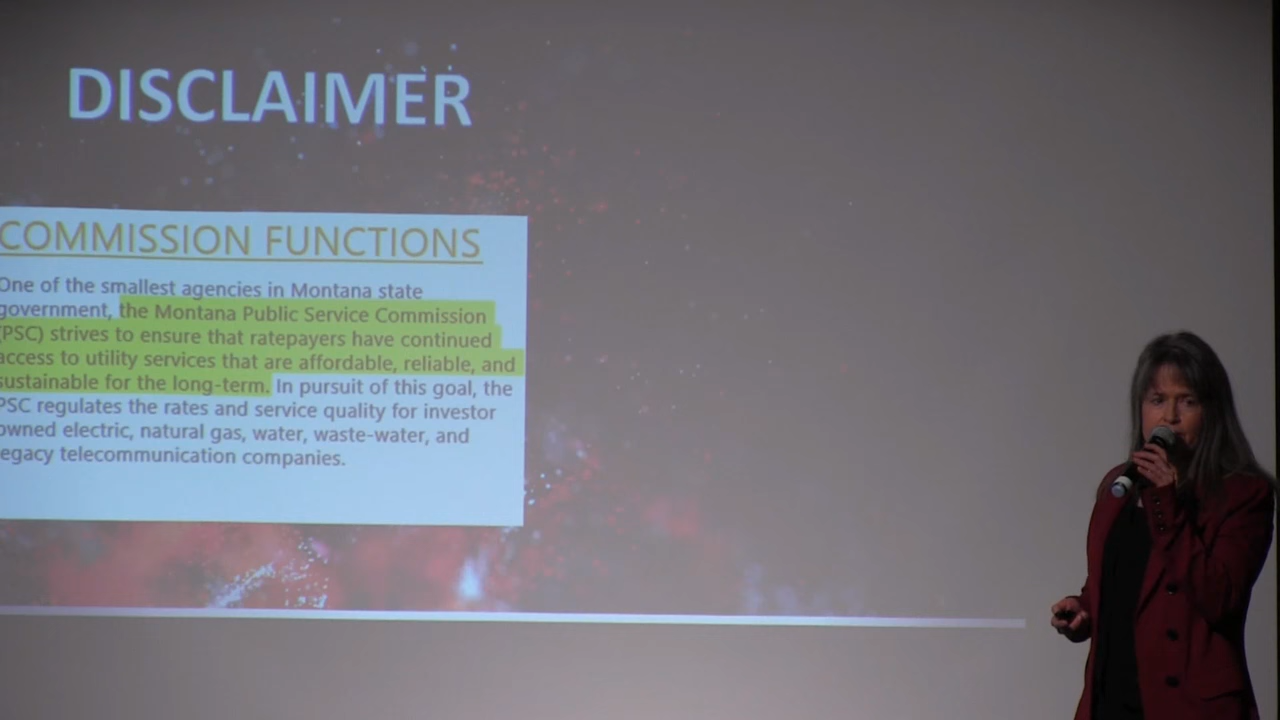 DISCLAIMER
COMMISSION FUNCTIONS
One of the smallest agencies in Montana state
government, the Montana Public Service Commission
(PSC) strives to ensure that ratepayers have continued
access to utility services that are affordable, reliable, and
sustainable for the long-term. In pursuit of this goal, the
PSC regulates the rates and service quality for investor
owned electric, natural gas, water, waste-water, and
legacy telecommunication companies.